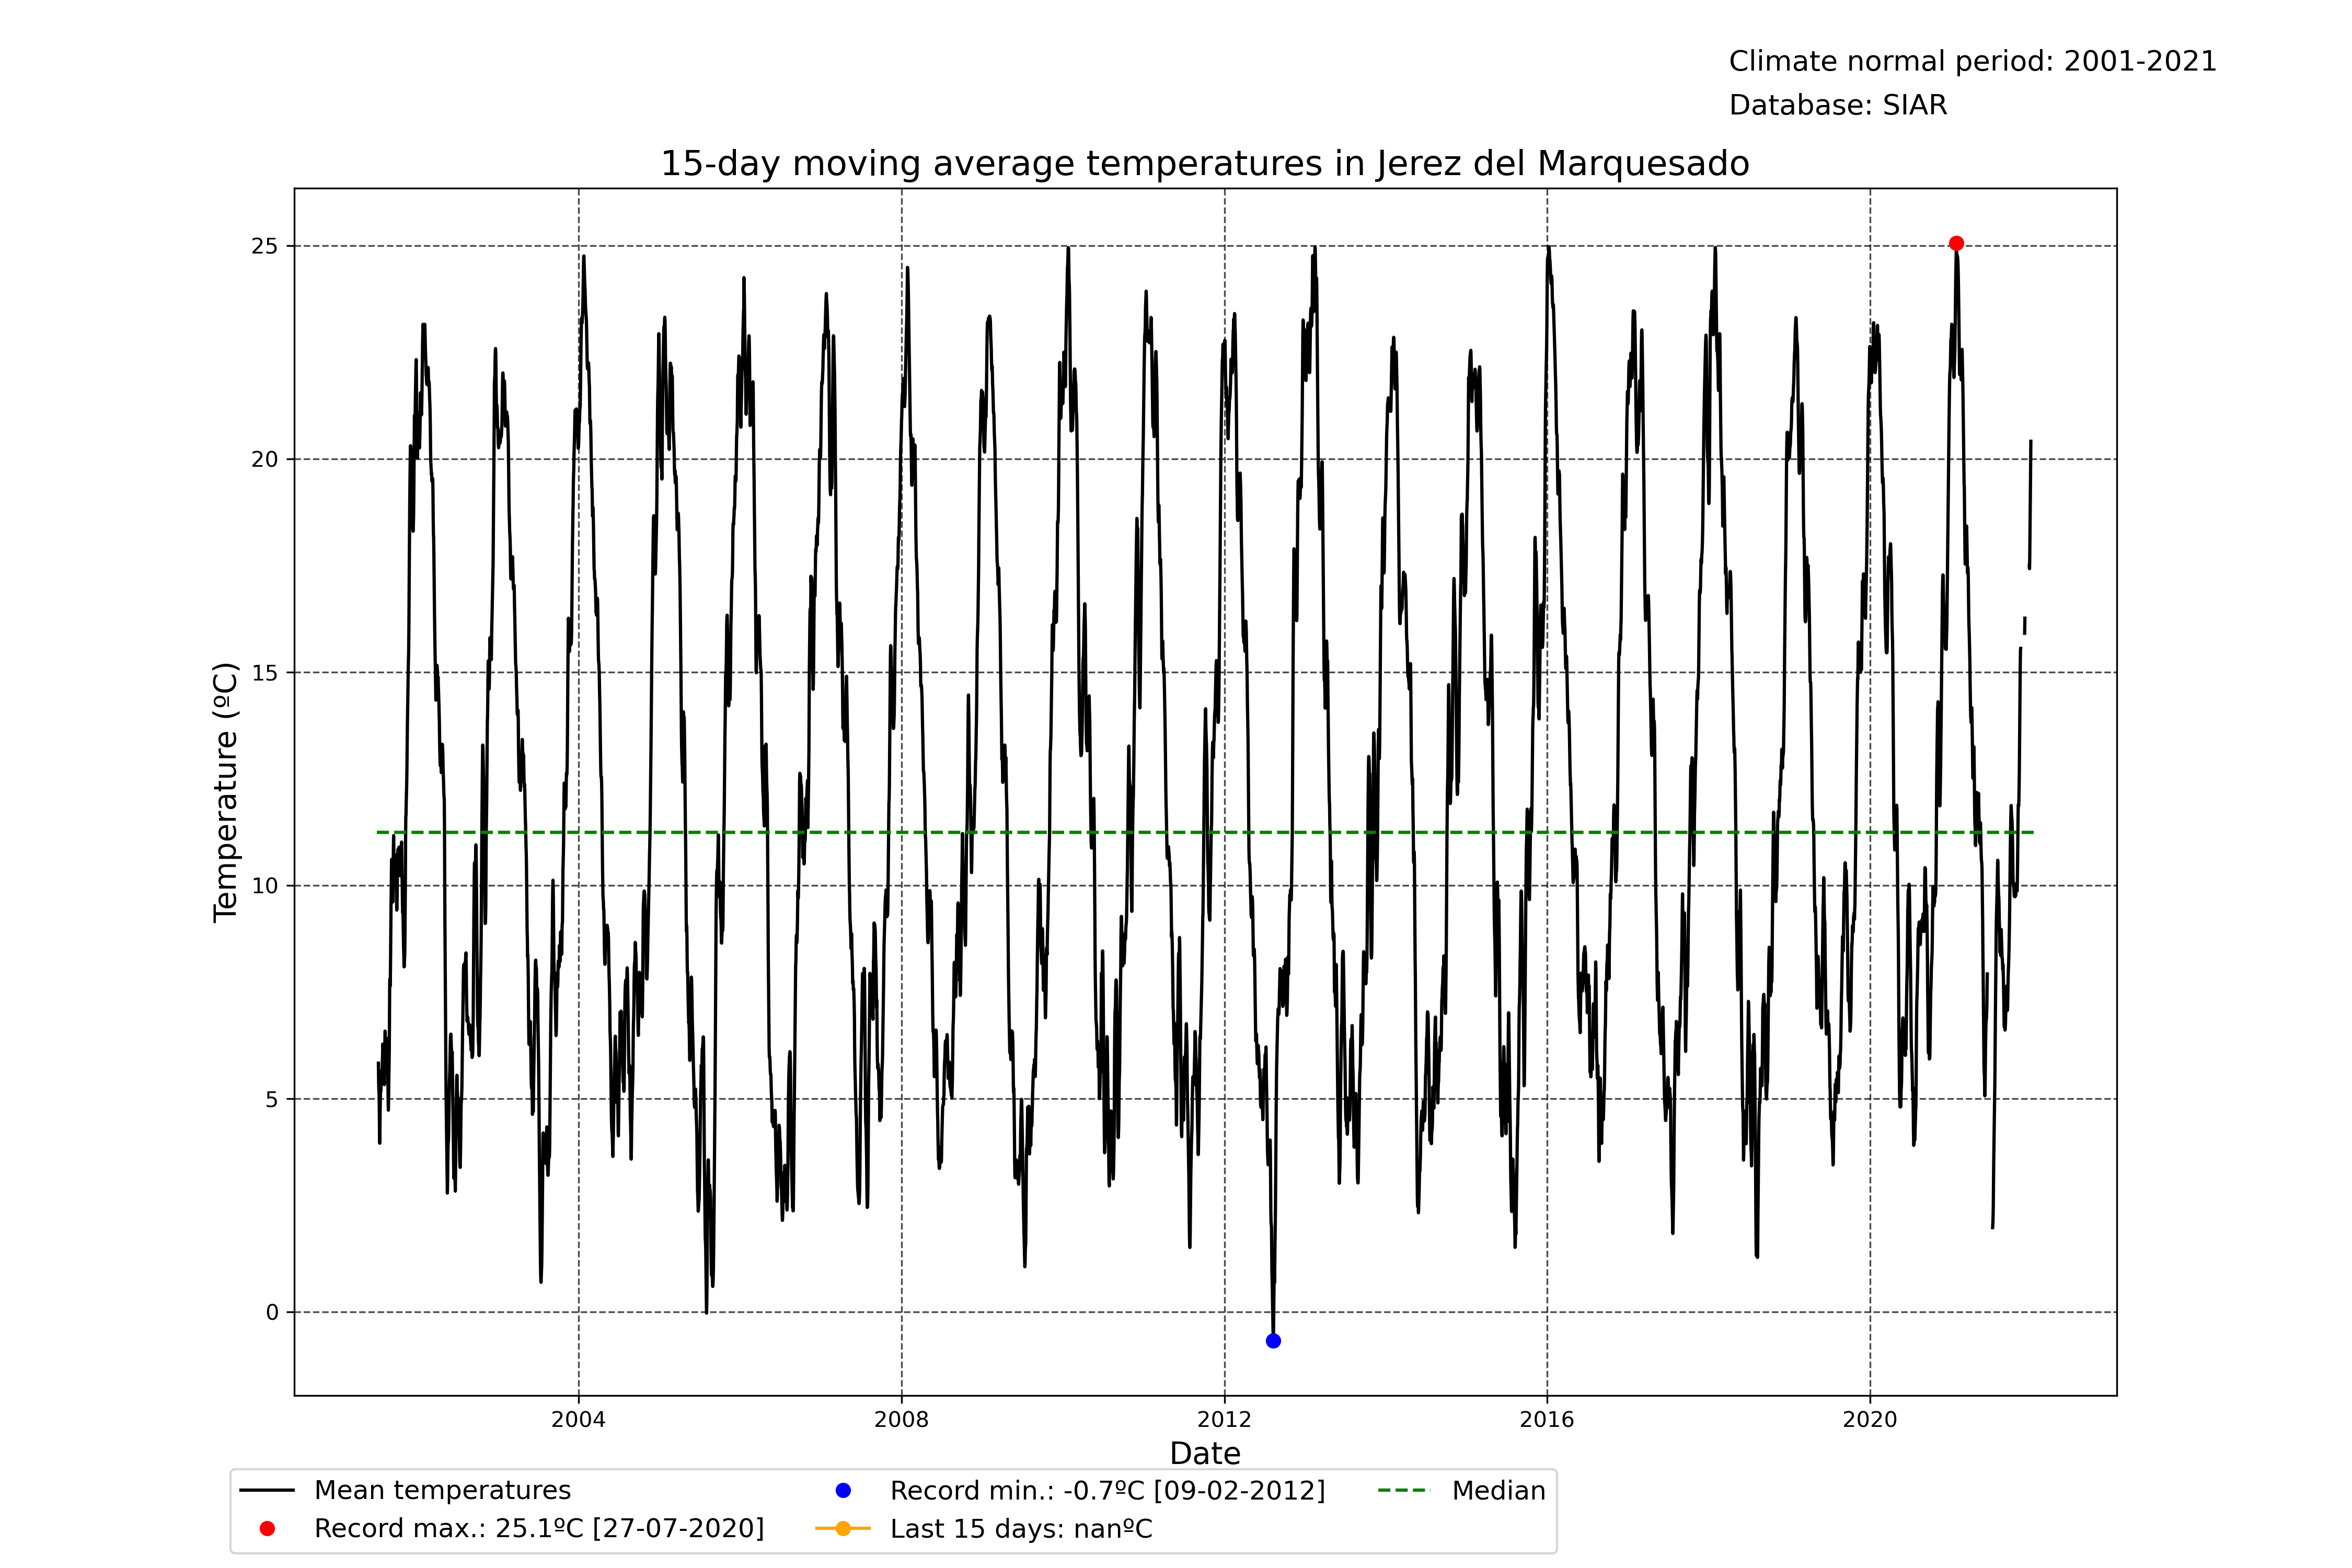 Climate normal period: 2001-2021
Database: SIAR
15-day moving average temperatures in Jerez del Marquesado
25
20
15
10
5
0
Temperature (ºC)
2004 2008 2012 2016 2020
Date
Mean temperatures
Record max.: 25.1ºC [27-07-2020]
Record min.: -0.7ºC [09-02-2012]
Last 15 days: nanºC
Median